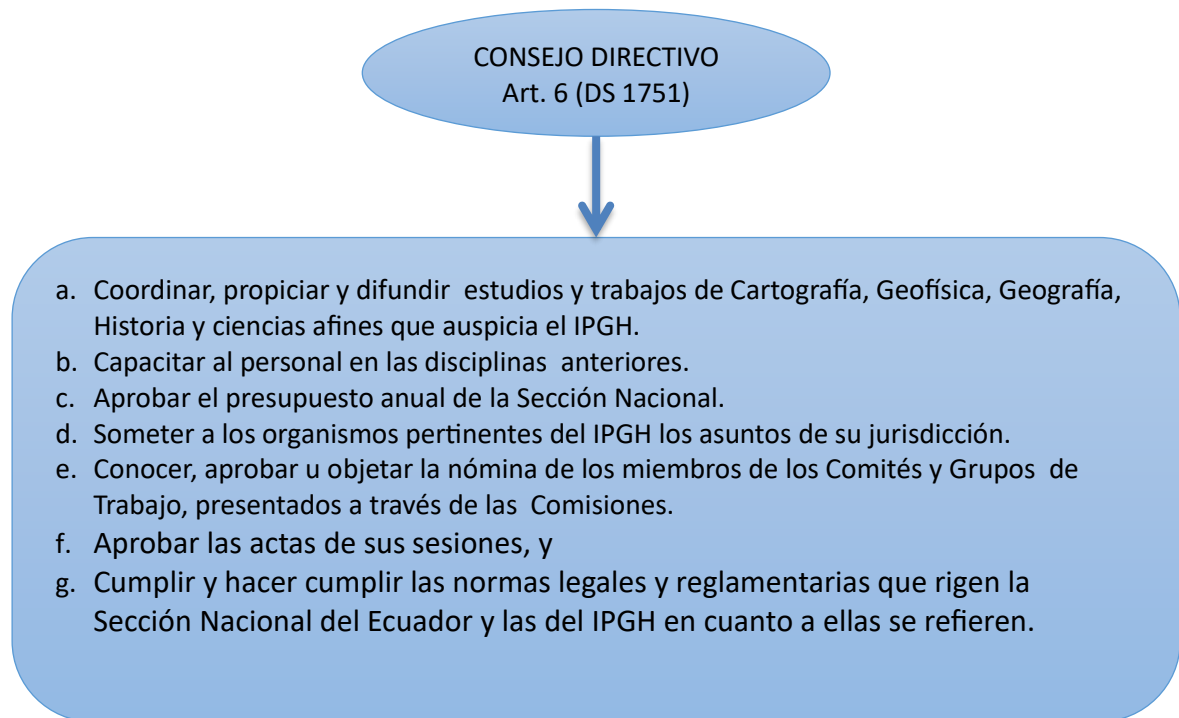 CONSEJO DIRECTIVO
Art. 6 (DS 1751)
a. Coordinar, propiciar y difundir estudios y trabajos de Cartografía, Geofísica, Geografía,
Historia y ciencias afines que auspicia el IPGH.
b. Capacitar al personal en las disciplinas anteriores.
c. Aprobar el presupuesto anual de la Sección Nacional.
d. Someter a los organismos pertinentes del IPGH los asuntos de su jurisdicción.
e. Conocer, aprobar u objetar la nómina de los miembros de los Comités y Grupos de
Trabajo, presentados a través de las Comisiones.
f. Aprobar las actas de sus sesiones, y
g. Cumplir y hacer cumplir las normas legales y reglamentarias que rigen la
Sección Nacional del Ecuador y las del IPGH en cuanto a ellas se refieren.